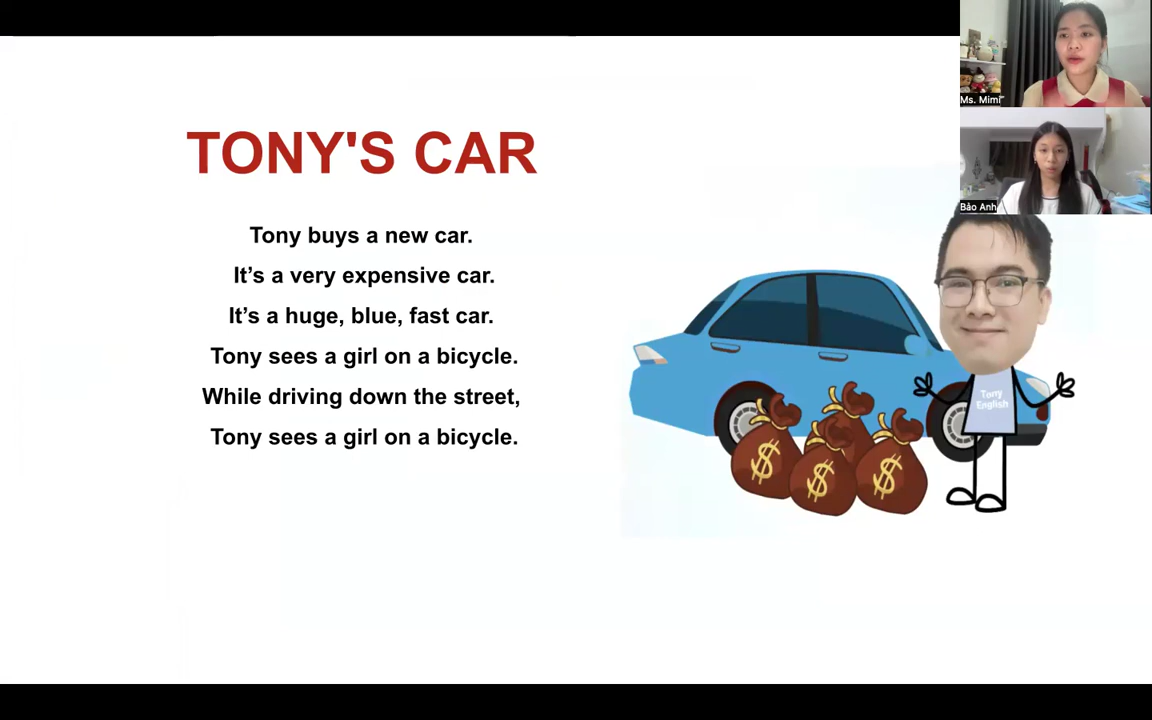 TONY'S CAR
Tony buys a new car.
It’s a very expensive car.
It’s a huge, blue, fast car.
Tony sees a girl on a bicycle.
While driving down the street,
Tony sees a girl on a bicycle.
Tony
English
$
$
$
Ms. Mimi
Bảo Anh